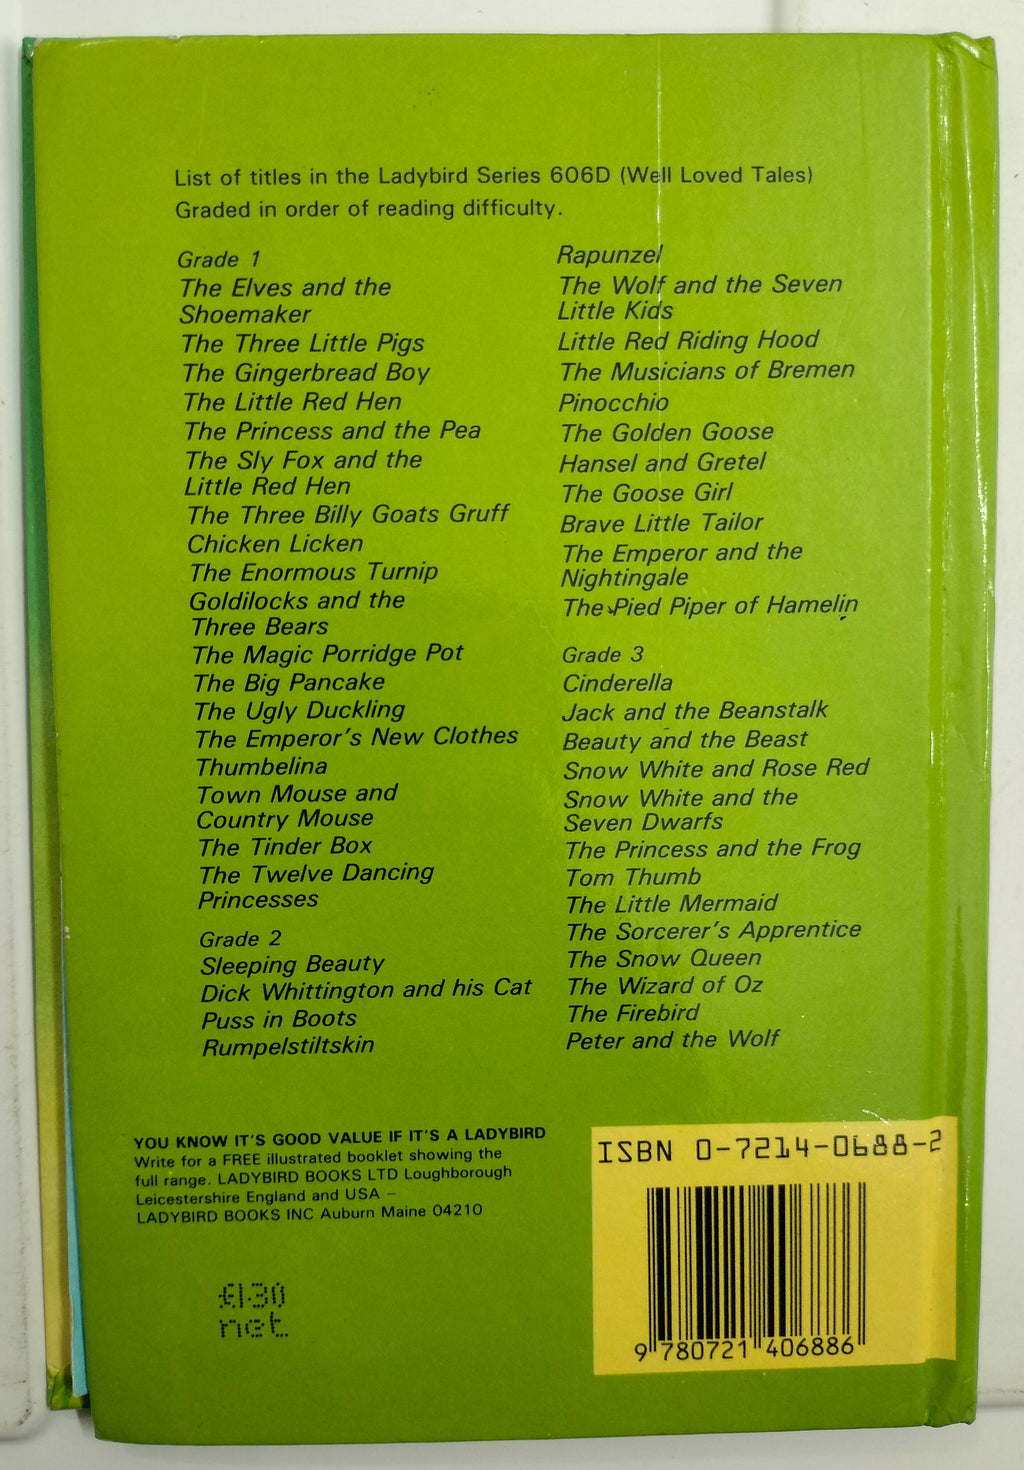 List of titles in the Ladybird Series 606D (Well Loved Tales)
Graded in order of reading difficulty.
Grade 1
The Elves and the
Shoemaker
The Three Little Pigs
The Gingerbread Boy
The Little Red Hen
The Princess and the Pea
The Sly Fox and the
Little Red Hen
The Three Billy Goats Gruff
Chicken Licken
The Enormous Turnip
Goldilocks and the
Three Bears
The Magic Porridge Pot
The Big Pancake
The Ugly Duckling
The Emperor's New Clothes
Thumbelina
Town Mouse and
Country Mouse
The Tinder Box
The Twelve Dancing
Princesses
Grade 2
Sleeping Beauty
Dick Whittington and his Cat
Puss in Boots
Rumpelstiltskin
Rapunzel
The Wolf and the Seven
Little Kids
Little Red Riding Hood
The Musicians of Bremen
Pinocchio
The Golden Goose
Hansel and Gretel
The Goose Girl
Brave Little Tailor
The Emperor and the
Nightingale
The Pied Piper of Hamelin
Grade 3
Cinderella
Jack and the Beanstalk
Beauty and the Beast
Snow White and Rose Red
Snow White and the
Seven Dwarfs
The Princess and the Frog
Tom Thumb
The Little Mermaid
The Sorcerer's Apprentice
The Snow Queen
The Wizard of Oz
The Firebird
Peter and the Wolf
YOU KNOW IT'S GOOD VALUE IF IT'S A LADYBIRD
Write for a FREE illustrated booklet showing the
full range. LADYBIRD BOOKS LTD Loughborough
Leicestershire England and USA –
LADYBIRD BOOKS INC Auburn Maine 04210
£1·30
net
ISBN 0-7214-0688-2
9 780721 406886